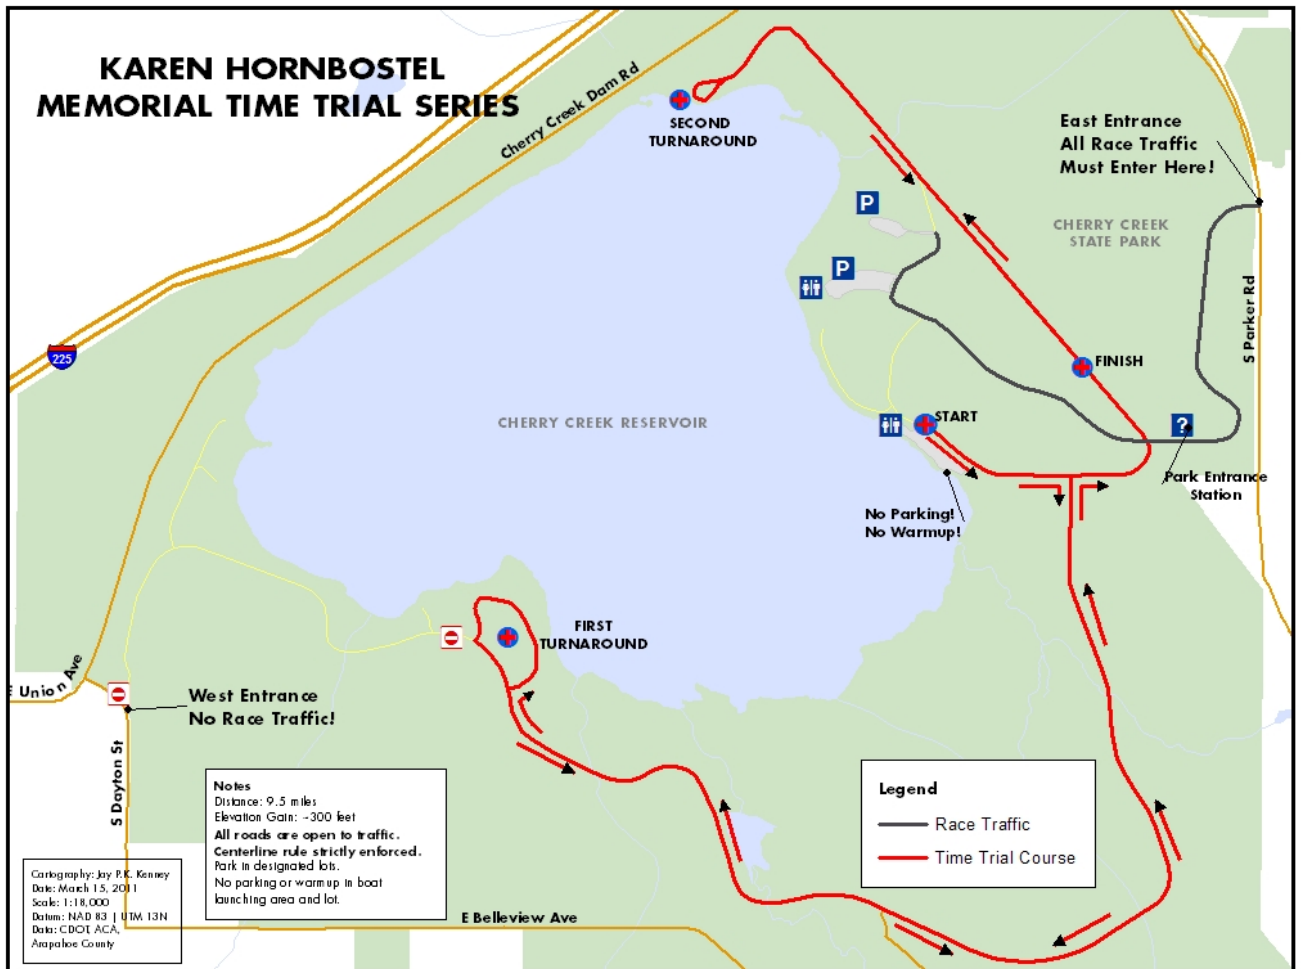 KAREN HORNBOSTEL
MEMORIAL TIME TRIAL SERIES
Cherry Creek Dam Rd
SECOND
TURNAROUND
East Entrance
All Race Traffic
Must Enter Here!
P
CHERRY CREEK
STATE PARK
P
225
S Parker Rd
FINISH
CHERRY CREEK RESERVOIR
START
?
Park Entrance
Station
No Parking!
No Warmup!
FIRST
TURNAROUND
E Union Ave
West Entrance
No Race Traffic!
S Dayton St
Notes
Distance: 9.5 miles
Elevation Gain: ~300 feet
All roads are open to traffic.
Centerline rule strictly enforced.
Park in designated lots.
No parking or warmup in boat
launching area and lot.
Legend
Race Traffic
Time Trial Course
Cartography: Jay P.K. Kenney
Date: March 15, 2011
Scale: 1:18,000
Datum: NAD 83 | UTM 13N
Data: CDOT, ACA,
Arapahoe County
E Belleview Ave